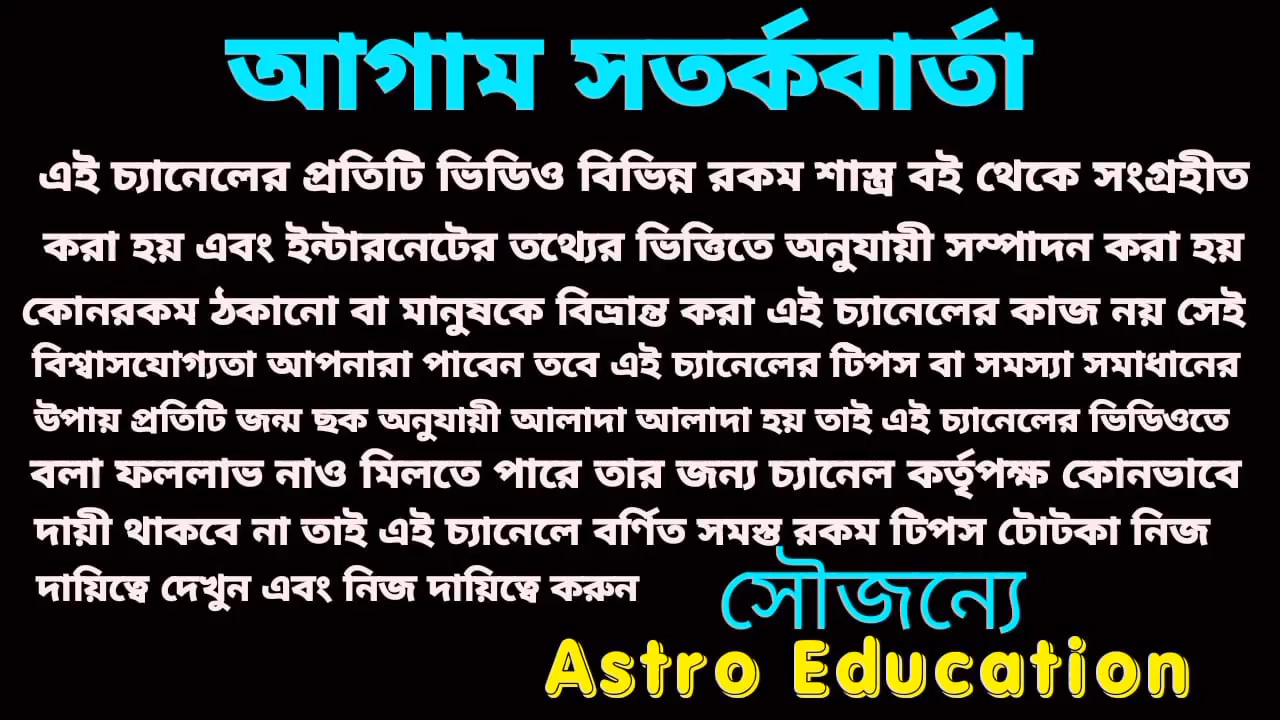 আগাম সতর্কবার্তা
এই চ্যানেলের প্রতিটি ভিডিও বিভিন্ন রকম শাস্ত্র বই থেকে সংগ্রহীত
করা হয় এবং ইন্টারনেটের তথ্যের ভিত্তিতে অনুযায়ী সম্পাদন করা হয়
কোনরকম ঠকানো বা মানুষকে বিভ্রান্ত করা এই চ্যানেলের কাজ নয় সেই
বিশ্বাসযোগ্যতা আপনারা পাবেন তবে এই চ্যানেলের টিপস বা সমস্যা সমাধানের
উপায় প্রতিটি জন্ম ছক অনুযায়ী আলাদা আলাদা হয় তাই এই চ্যানেলের ভিডিওতে
বলা ফললাভ নাও মিলতে পারে তার জন্য চ্যানেল কর্তৃপক্ষ কোনভাবে
দায়ী থাকবে না তাই এই চ্যানেলে বর্ণিত সমস্ত রকম টিপস টোটকা নিজ
দায়িত্বে দেখুন এবং নিজ দায়িত্বে করুন
সৌজন্যে
Astro Education